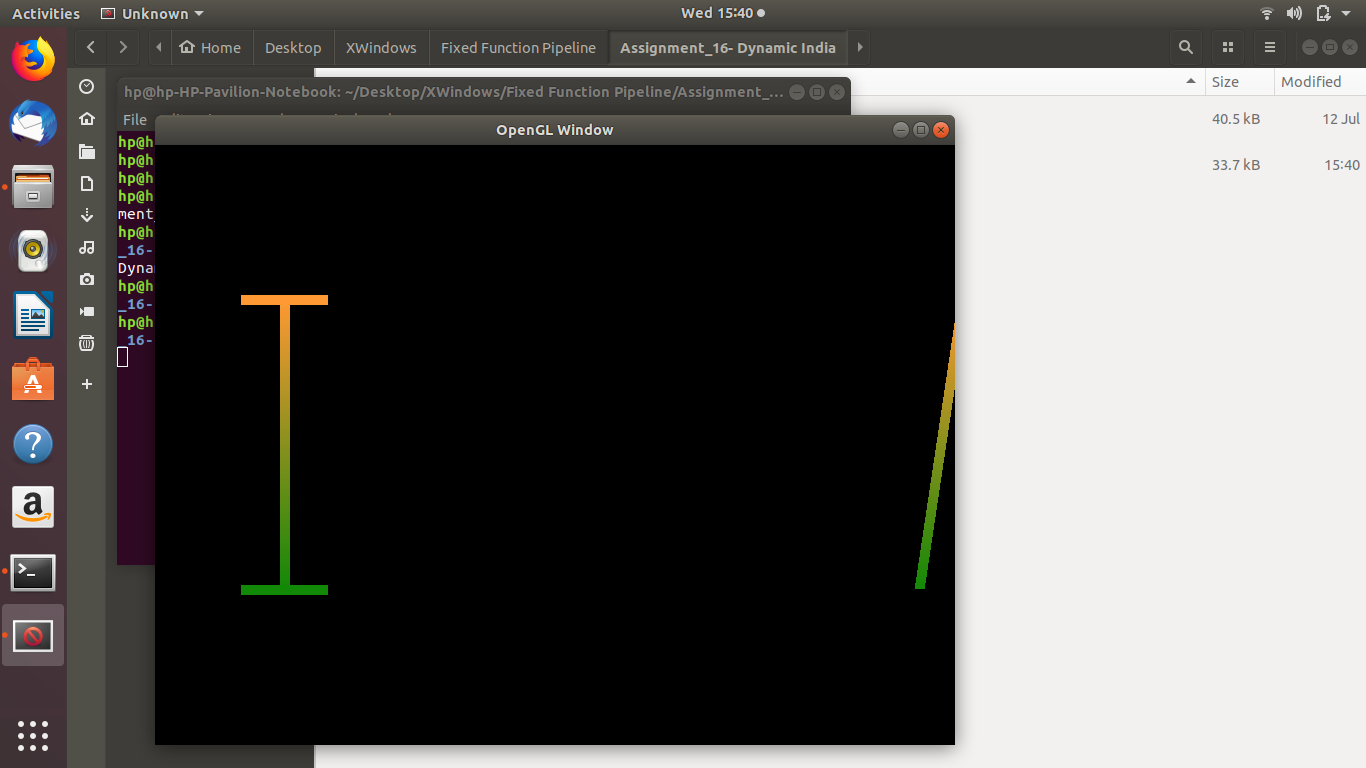 Activities Unknown Wed 15:40
Home Desktop XWindows Fixed Function Pipeline Assignment_16- Dynamic India
Size Modified
hp@hp-HP-Pavilion-Notebook: ~/Desktop/XWindows/Fixed Function Pipeline/Assignment_...
40.5 kB 12 Jul
File
OpenGL Window
hp@h
hp@h
33.7 kB 15:40
hp@h
hp@h
ment_
hp@h
_16-
Dyna
hp@h
_16-
hp@h
_16-